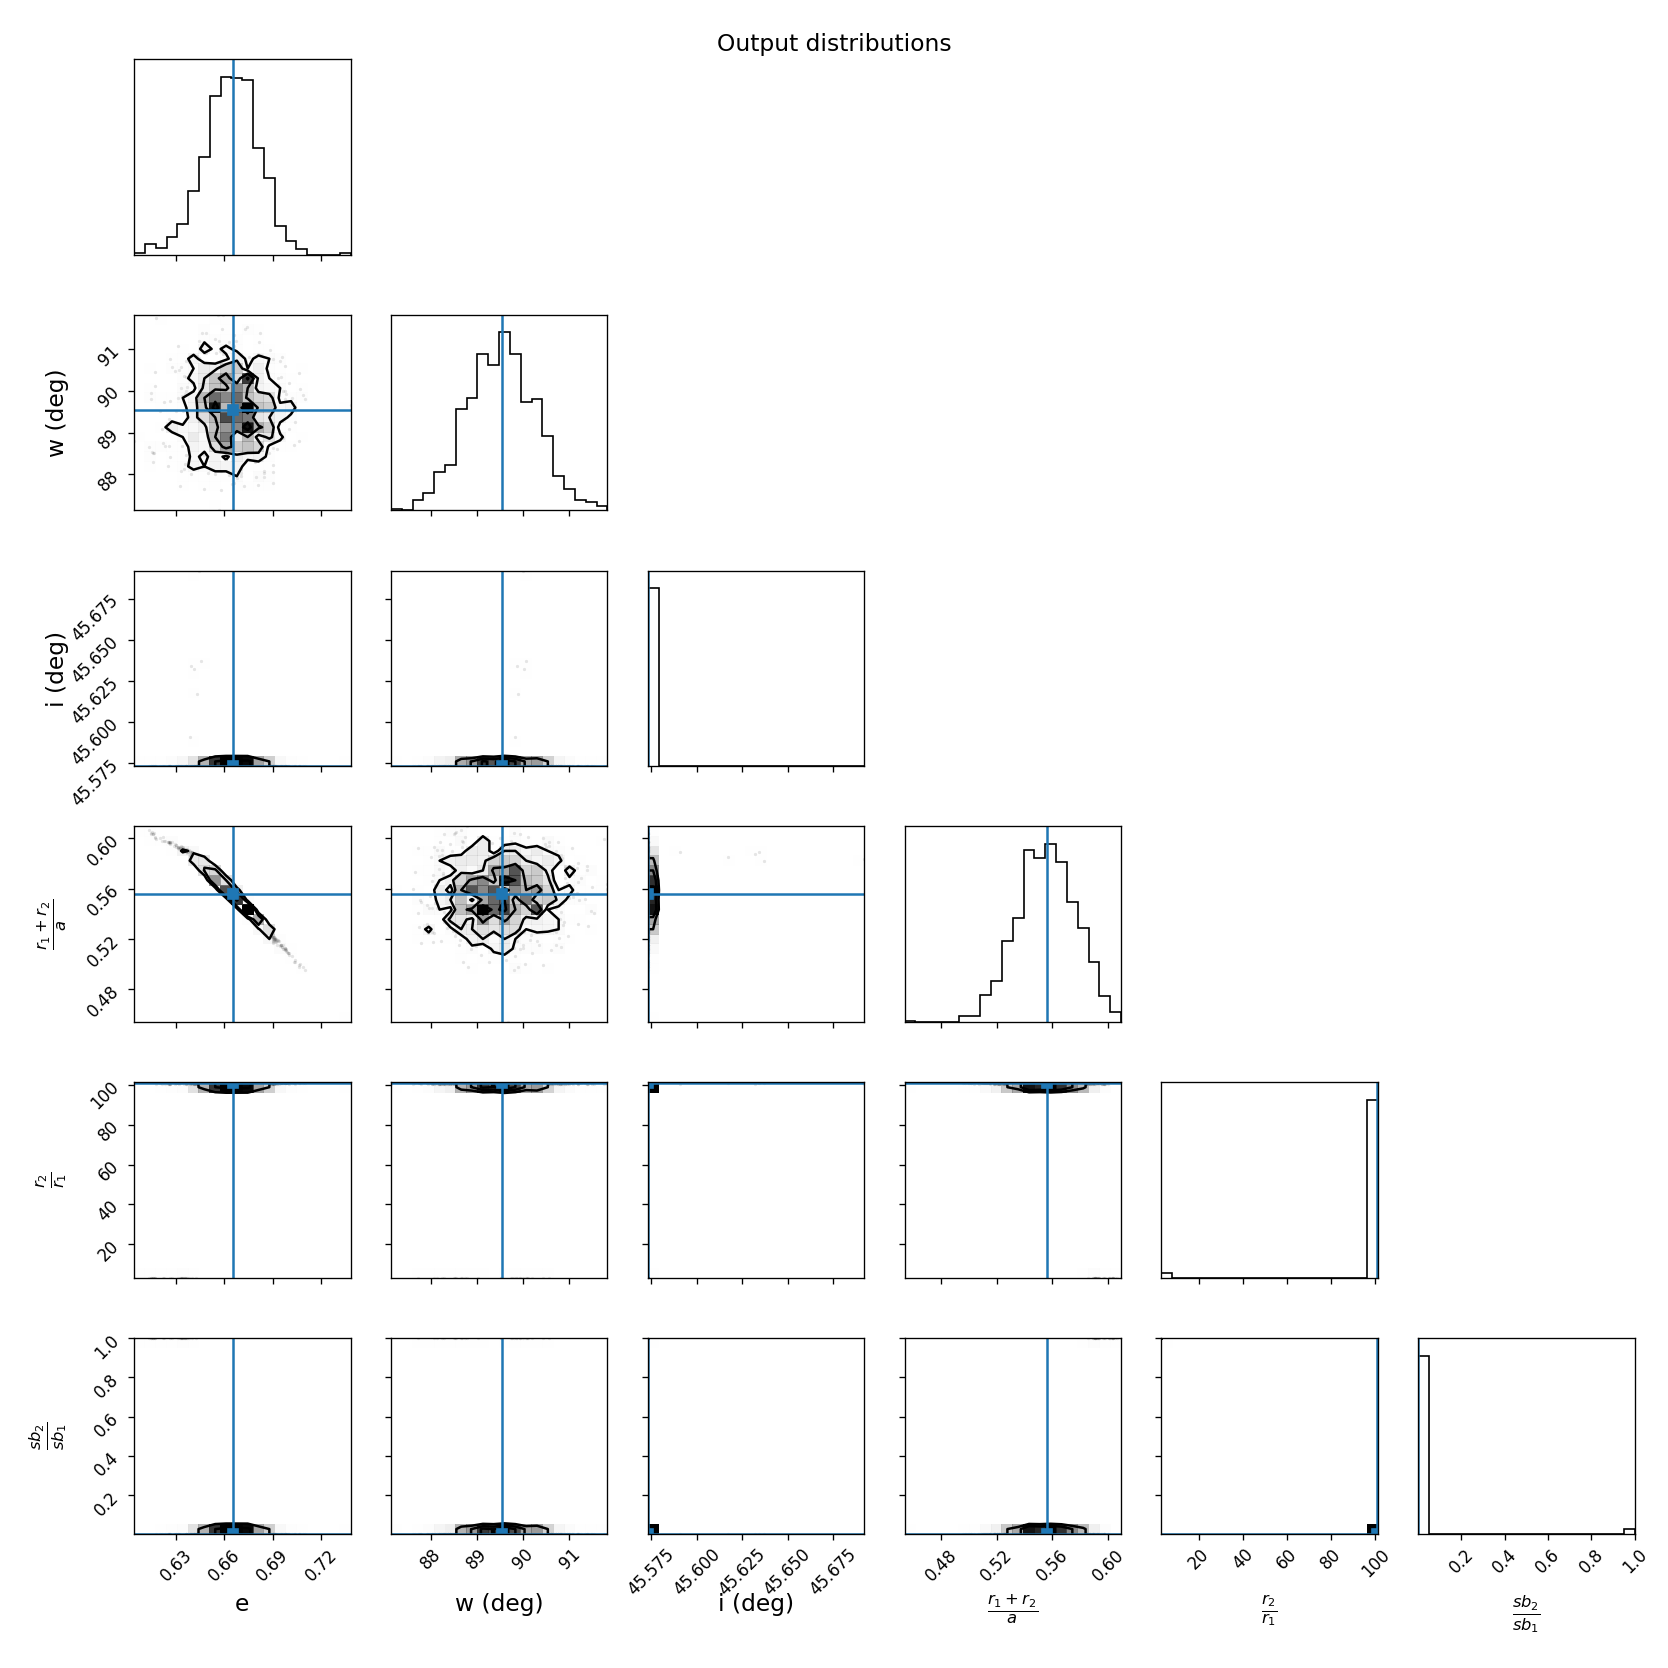 Output distributions
w (deg)
91
90
89
88
i (deg)
45.675
45.650
45.625
45.600
45.575
r₁ + r₂
a
0.60
0.56
0.52
0.48
r₂
r₁
100
80
60
40
20
sb₂
sb₁
1.0
0.8
0.6
0.4
0.2
0.63 0.66 0.69 0.72
e
88 89 90 91
w (deg)
45.575 45.600 45.625 45.650 45.675
i (deg)
0.48 0.52 0.56 0.60
r₁ + r₂
a
20 40 60 80 100
r₂
r₁
0.2 0.4 0.6 0.8 1.0
sb₂
sb₁